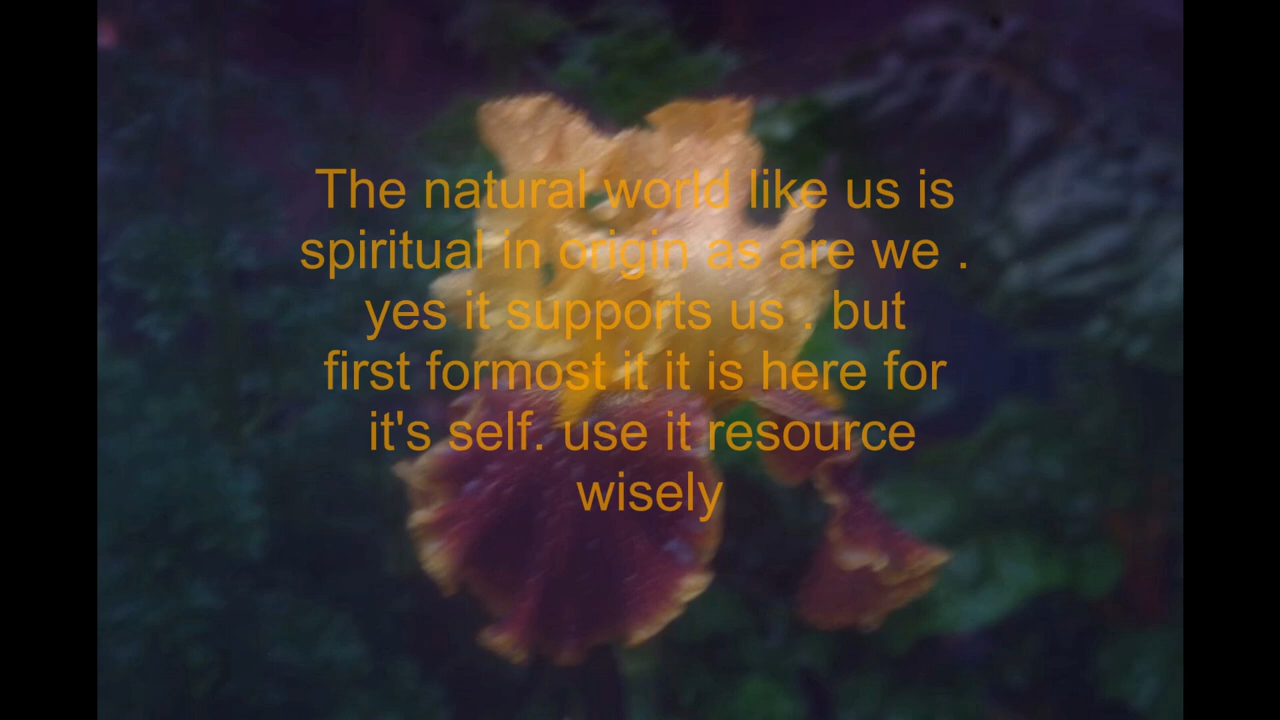 The natural world like us is
spiritual in origin as are we .
yes it supports us . but
first formost it it is here for
it's self. use it resource
wisely